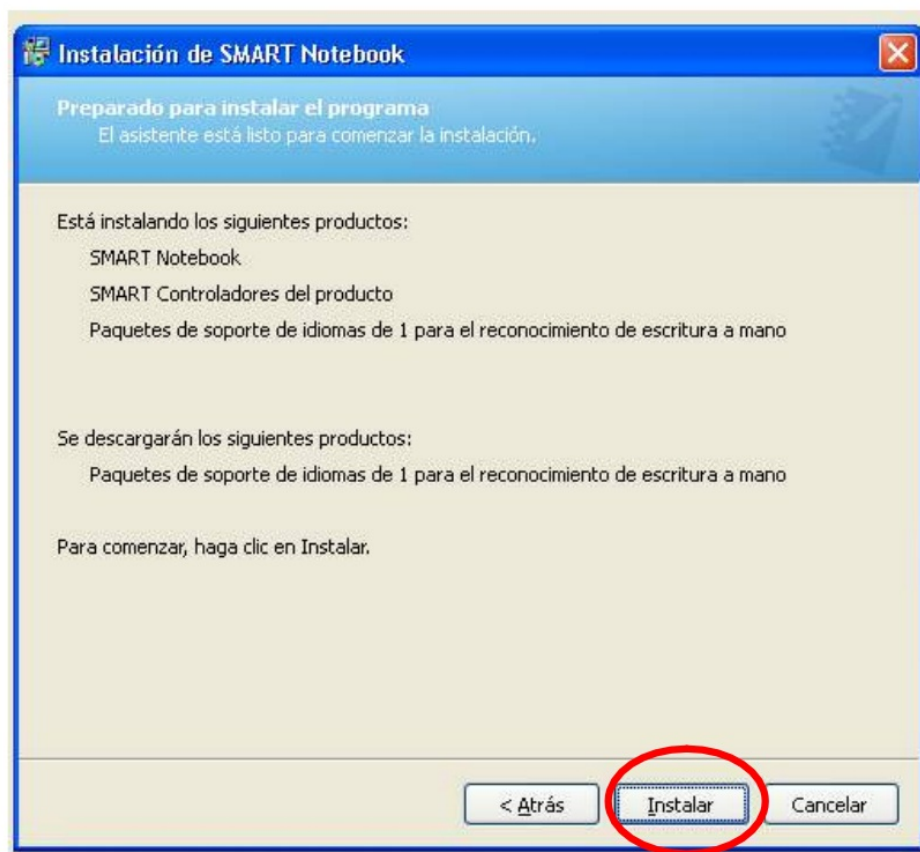 Instalación de SMART Notebook
Preparado para instalar el programa
El asistente está listo para comenzar la instalación.
Está instalando los siguientes productos:
SMART Notebook
SMART Controladores del producto
Paquetes de soporte de idiomas de 1 para el reconocimiento de escritura a mano
Se descargarán los siguientes productos:
Paquetes de soporte de idiomas de 1 para el reconocimiento de escritura a mano
Para comenzar, haga clic en Instalar.
< Atrás Instalar Cancelar